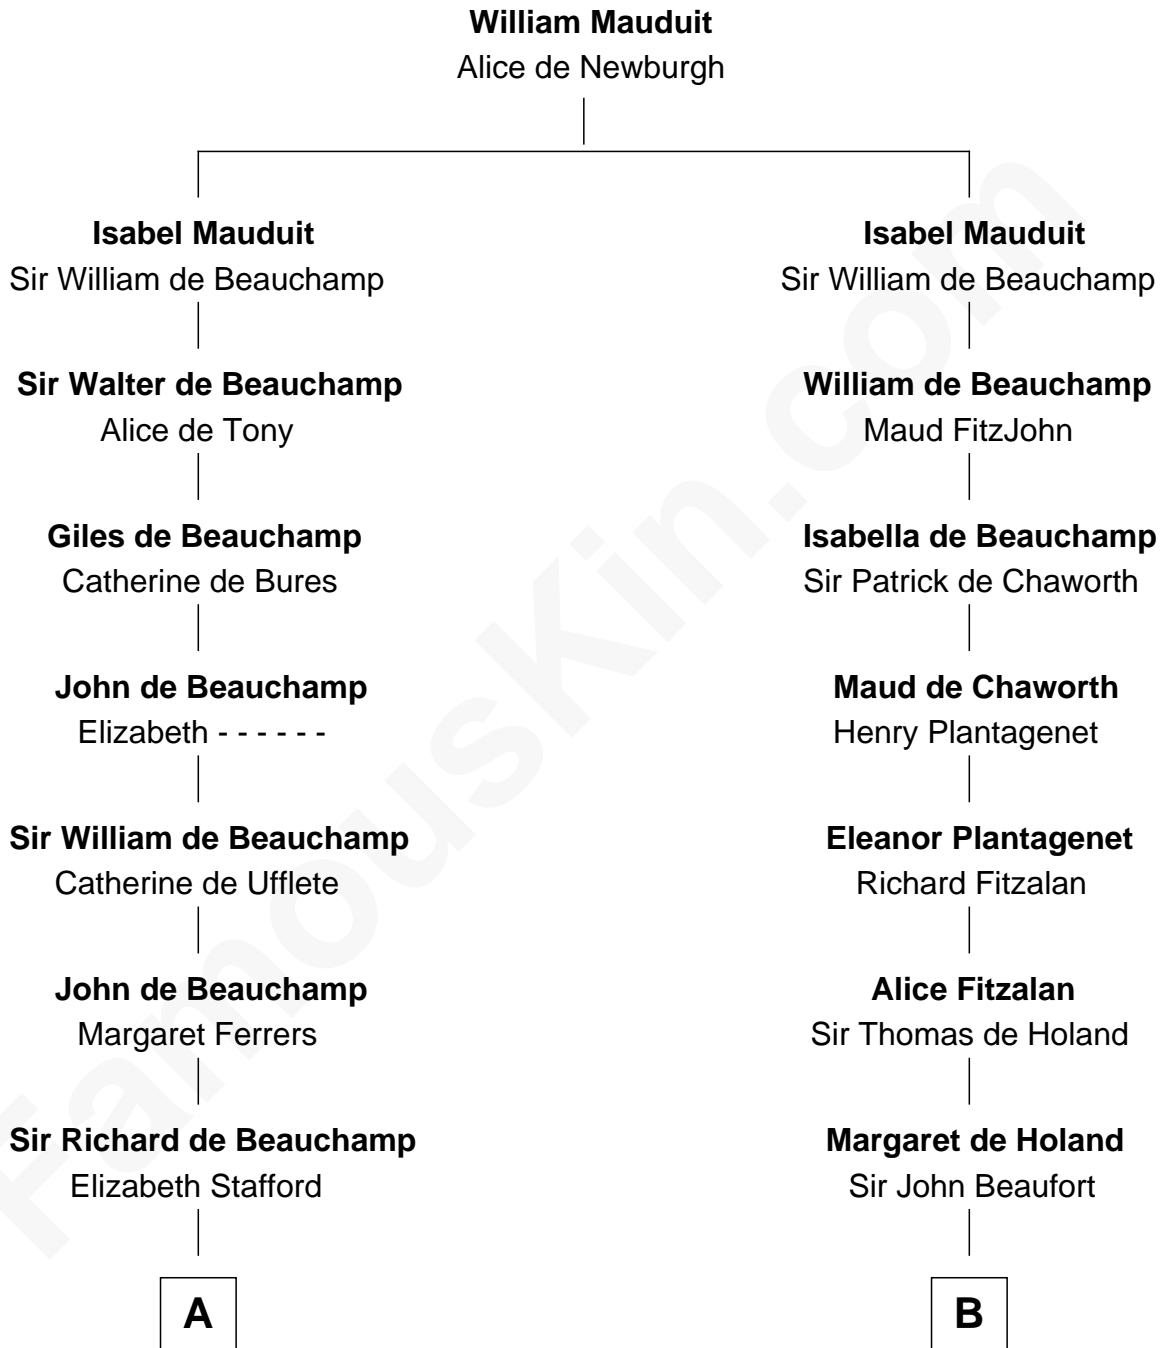 William Mauduit
Alice de Newburgh
Isabel Mauduit
Sir William de Beauchamp
Isabel Mauduit
Sir William de Beauchamp
Sir Walter de Beauchamp
Alice de Tony
William de Beauchamp
Maud FitzJohn
Giles de Beauchamp
Catherine de Bures
Isabella de Beauchamp
Sir Patrick de Chaworth
John de Beauchamp
Elizabeth - - - - - -
Maud de Chaworth
Henry Plantagenet
Sir William de Beauchamp
Catherine de Ufflete
Eleanor Plantagenet
Richard Fitzalan
John de Beauchamp
Margaret Ferrers
Alice Fitzalan
Sir Thomas de Holand
Sir Richard de Beauchamp
Elizabeth Stafford
Margaret de Holand
Sir John Beaufort
A
B
FamousKin.com